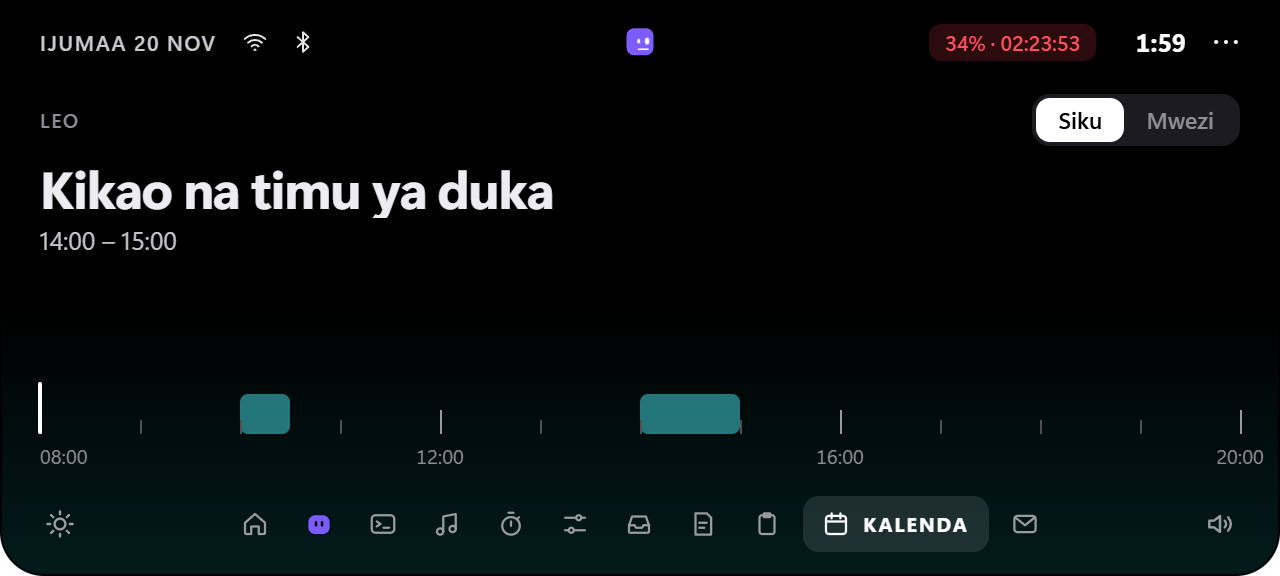 IJUMAA 20 NOV
34% · 02:23:53
1:59
LEO
Siku
Mwezi
Kikao na timu ya duka
14:00 – 15:00
08:00
12:00
16:00
20:00
KALENDA